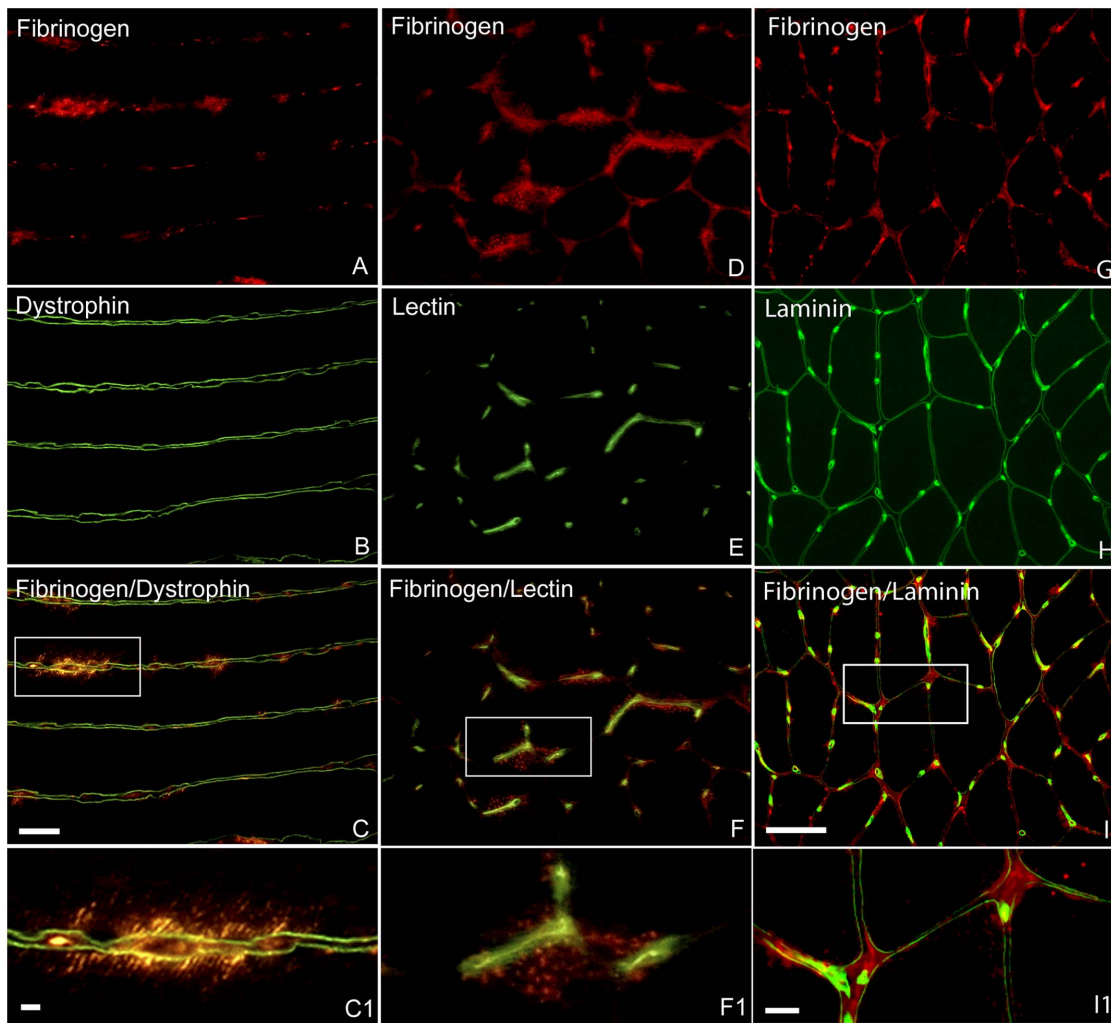 Fibrinogen
Fibrinogen
Fibrinogen
A
D
G
Dystrophin
Lectin
Laminin
B
E
H
Fibrinogen/Dystrophin
Fibrinogen/Lectin
Fibrinogen/Laminin
C
F
I
C1
F1
I1